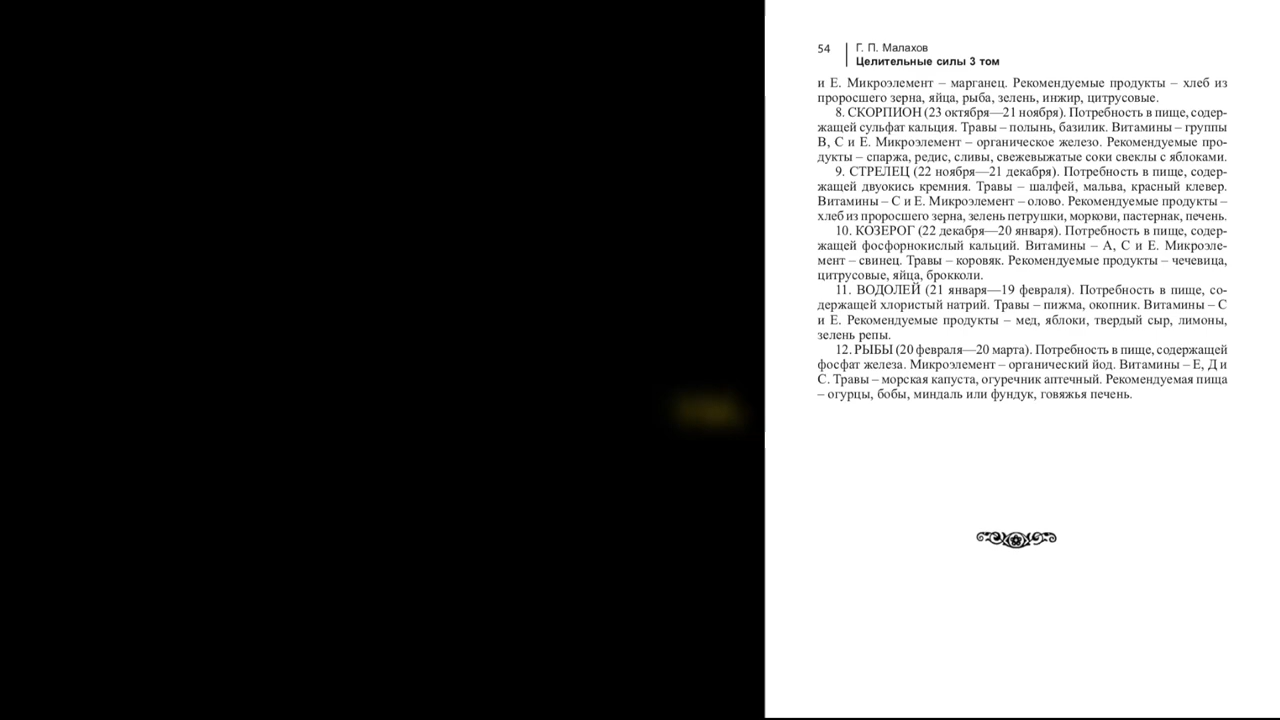 54
Г. П. Малахов
Целительные силы 3 том
и Е. Микроэлемент – марганец. Рекомендуемые продукты – хлеб из
проросшего зерна, яйца, рыба, зелень, инжир, цитрусовые.
8. СКОРПИОН (23 октября—21 ноября). Потребность в пище, содер-
жащей сульфат кальция. Травы – полынь, базилик. Витамины – группы
В, С и Е. Микроэлемент – органическое железо. Рекомендуемые про-
дукты – спаржа, редис, сливы, свежевыжатые соки свеклы с яблоками.
9. СТРЕЛЕЦ (22 ноября—21 декабря). Потребность в пище, содер-
жащей двуокись кремния. Травы – шалфей, мальва, красный клевер.
Витамины – С и Е. Микроэлемент – олово. Рекомендуемые продукты –
хлеб из проросшего зерна, зелень петрушки, моркови, пастернак, печень.
10. КОЗЕРОГ (22 декабря—20 января). Потребность в пище, содер-
жащей фосфорнокислый кальций. Витамины – А, С и Е. Микроэле-
мент – свинец. Травы – коровяк. Рекомендуемые продукты – чечевица,
цитрусовые, яйца, брокколи.
11. ВОДОЛЕЙ (21 января—19 февраля). Потребность в пище, со-
держащей хлористый натрий. Травы – пижма, окопник. Витамины – С
и Е. Рекомендуемые продукты – мед, яблоки, твердый сыр, лимоны,
зелень репы.
12. РЫБЫ (20 февраля—20 марта). Потребность в пище, содержащей
фосфат железа. Микроэлемент – органический йод. Витамины – Е, Д и
С. Травы – морская капуста, огуречник аптечный. Рекомендуемая пища
– огурцы, бобы, миндаль или фундук, говяжья печень.